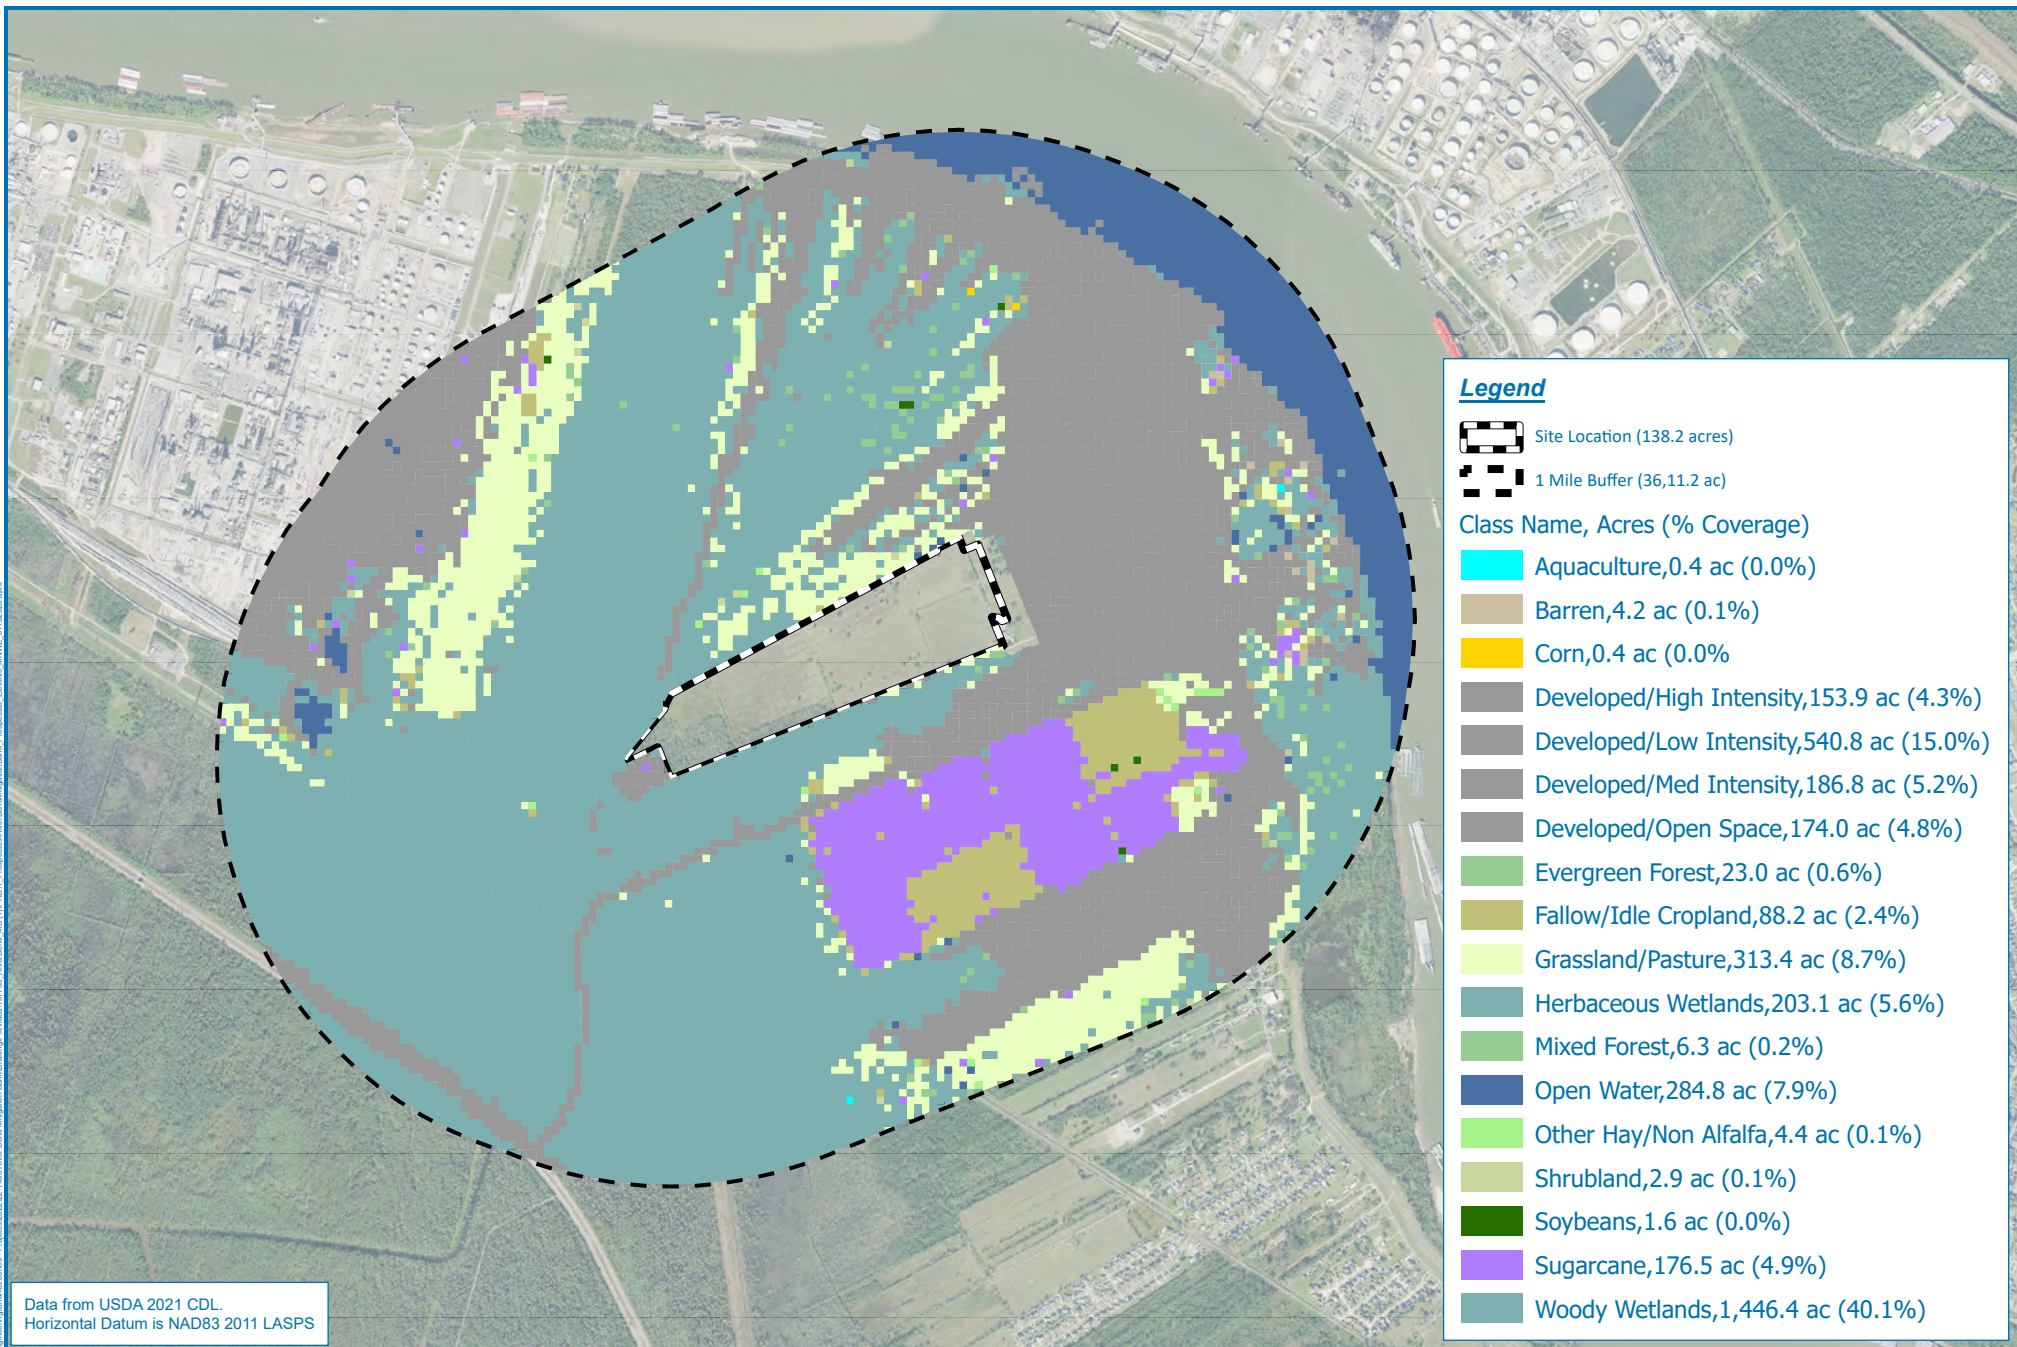 Legend
Site Location (138.2 acres)
1 Mile Buffer (36,11.2 ac)
Class Name, Acres (% Coverage)
Aquaculture,0.4 ac (0.0%)
Barren,4.2 ac (0.1%)
Corn,0.4 ac (0.0%
Developed/High Intensity,153.9 ac (4.3%)
Developed/Low Intensity,540.8 ac (15.0%)
Developed/Med Intensity,186.8 ac (5.2%)
Developed/Open Space,174.0 ac (4.8%)
Evergreen Forest,23.0 ac (0.6%)
Fallow/Idle Cropland,88.2 ac (2.4%)
Grassland/Pasture,313.4 ac (8.7%)
Herbaceous Wetlands,203.1 ac (5.6%)
Mixed Forest,6.3 ac (0.2%)
Open Water,284.8 ac (7.9%)
Other Hay/Non Alfalfa,4.4 ac (0.1%)
Shrubland,2.9 ac (0.1%)
Soybeans,1.6 ac (0.0%)
Sugarcane,176.5 ac (4.9%)
Woody Wetlands,1,446.4 ac (40.1%)
Data from USDA 2021 CDL.
Horizontal Datum is NAD83 2011 LASPS